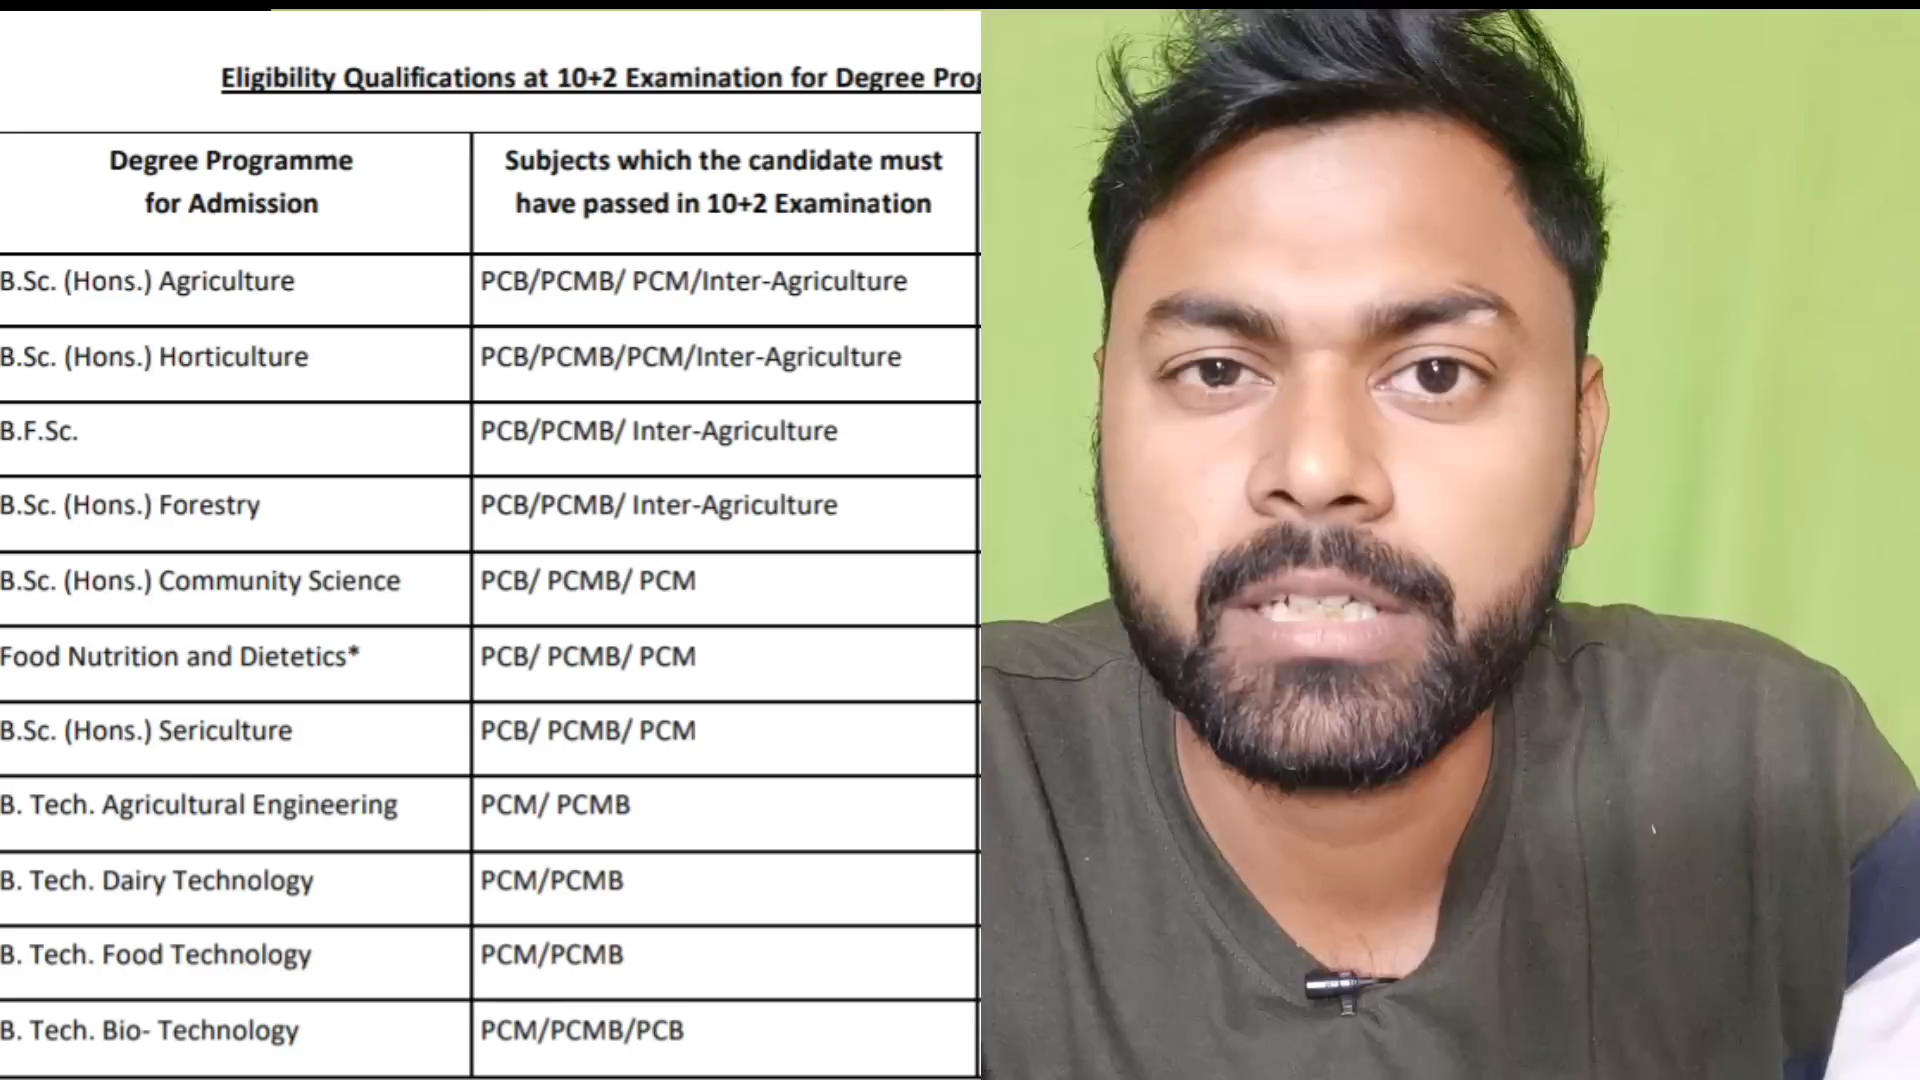 Eligibility Qualifications at 10+2 Examination for Degree
Degree Programme
for Admission
Subjects which the candidate must
have passed in 10+2 Examination
B.Sc. (Hons.) Agriculture
PCB/PCMB/ PCM/Inter-Agriculture
B.Sc. (Hons.) Horticulture
PCB/PCMB/PCM/Inter-Agriculture
B.F.Sc.
PCB/PCMB/ Inter-Agriculture
B.Sc. (Hons.) Forestry
PCB/PCMB/ Inter-Agriculture
B.Sc. (Hons.) Community Science
PCB/ PCMB/ PCM
Food Nutrition and Dietetics*
PCB/ PCMB/ PCM
B.Sc. (Hons.) Sericulture
PCB/ PCMB/ PCM
B. Tech. Agricultural Engineering
PCM/ PCMB
B. Tech. Dairy Technology
PCM/PCMB
B. Tech. Food Technology
PCM/PCMB
B. Tech. Bio- Technology
PCM/PCMB/PCB